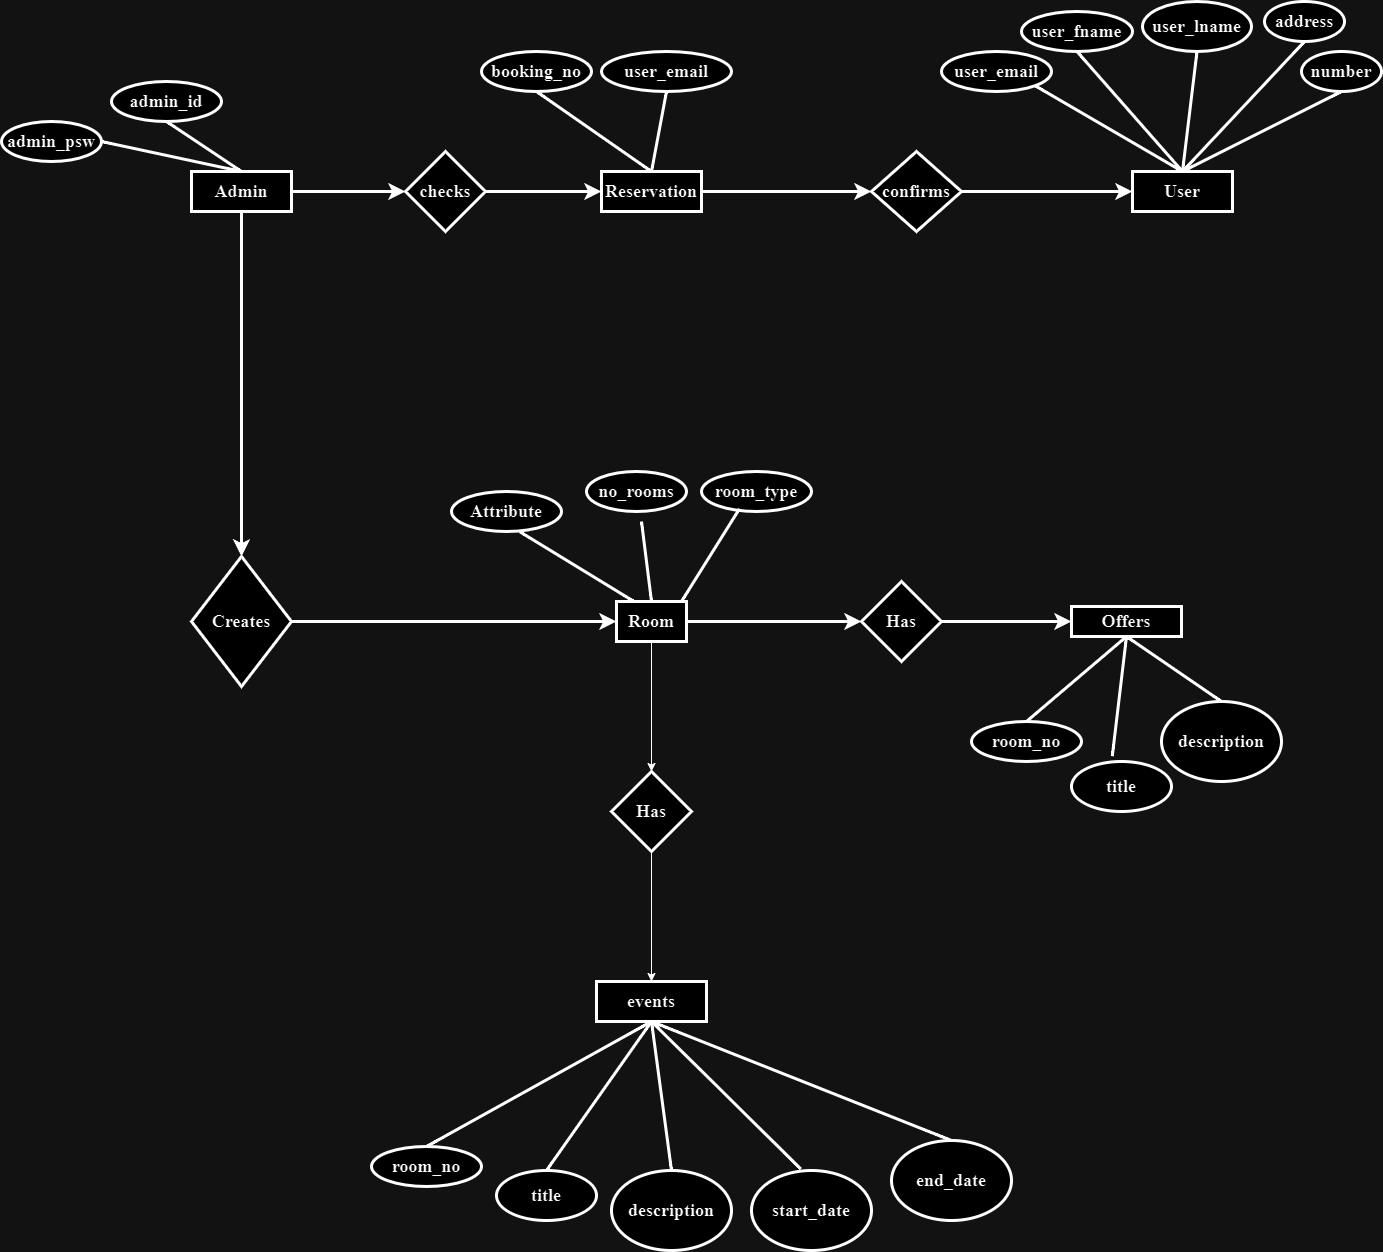 user_fname
user_lname
address
booking_no
user_email
user_email
number
admin_id
admin_psw
Admin
checks
Reservation
confirms
User
Attribute
no_rooms
room_type
Creates
Room
Has
Offers
room_no
title
description
Has
events
room_no
title
description
start_date
end_date